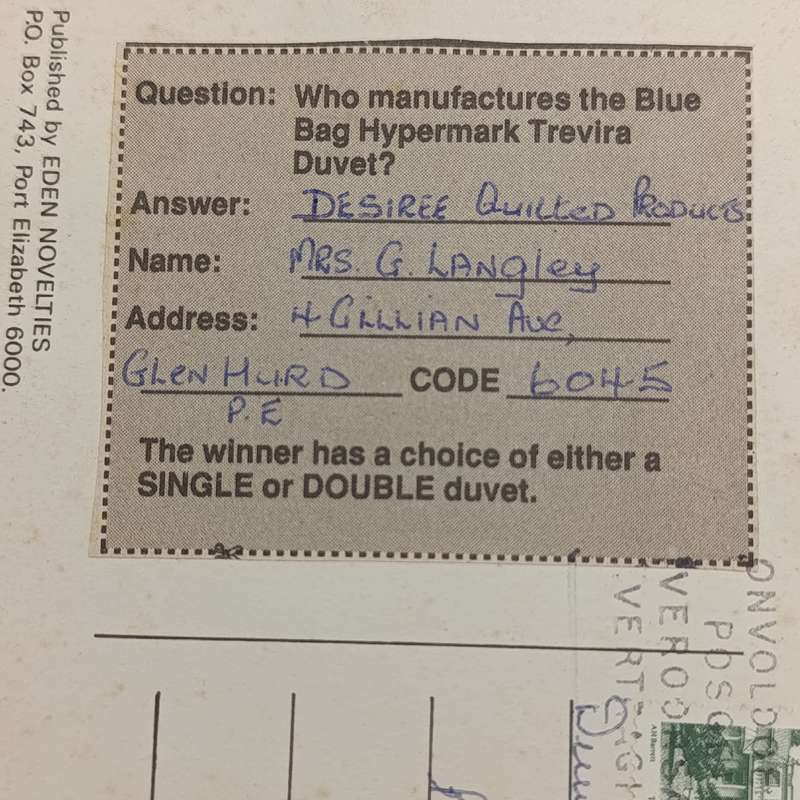 Published by EDEN NOVELTIES
P.O. Box 743, Port Elizabeth 6000.
Question: Who manufactures the Blue
Bag Hypermark Trevira
Duvet?
Answer: DESIREE QUILTED PRODUCTS
Name: MRS. G. LANgley
Address: 4 GILLIAN Ave,
GLEN HURD CODE 6045
P.E
The winner has a choice of either a
SINGLE or DOUBLE duvet.
ONVOLDOE
POSG
VEROO
VERTRAG
A.H. Barrett